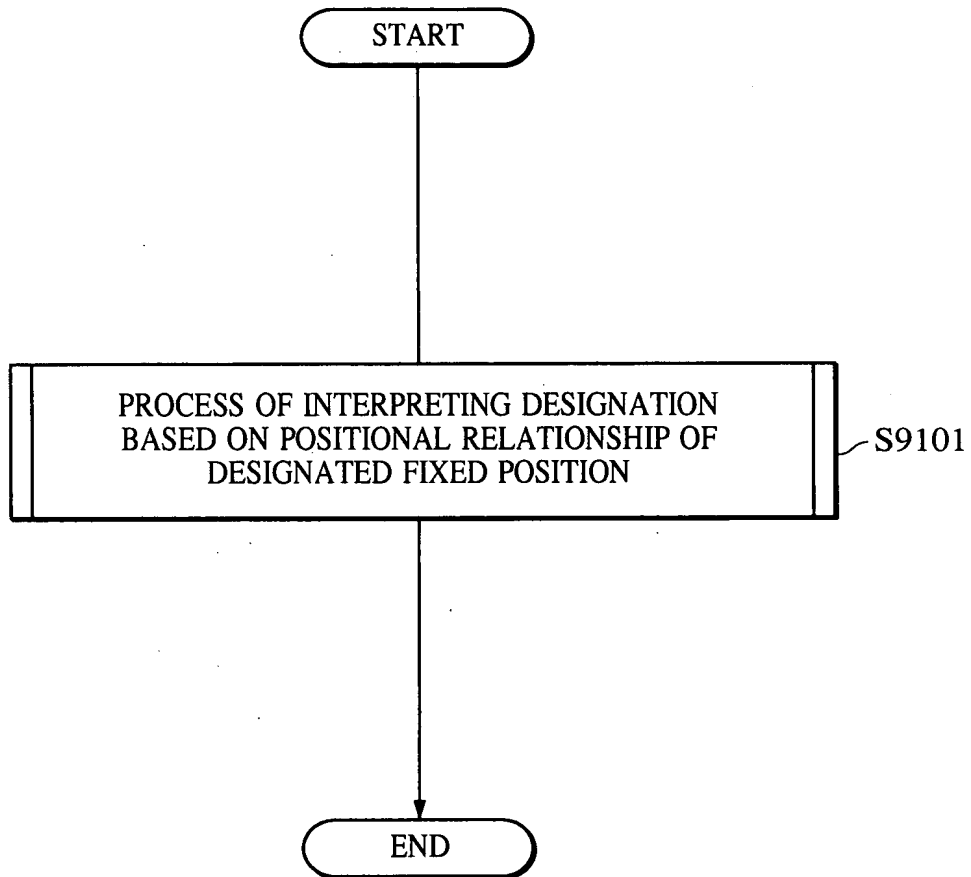 START
PROCESS OF INTERPRETING DESIGNATION
BASED ON POSITIONAL RELATIONSHIP OF
DESIGNATED FIXED POSITION
S9101
END